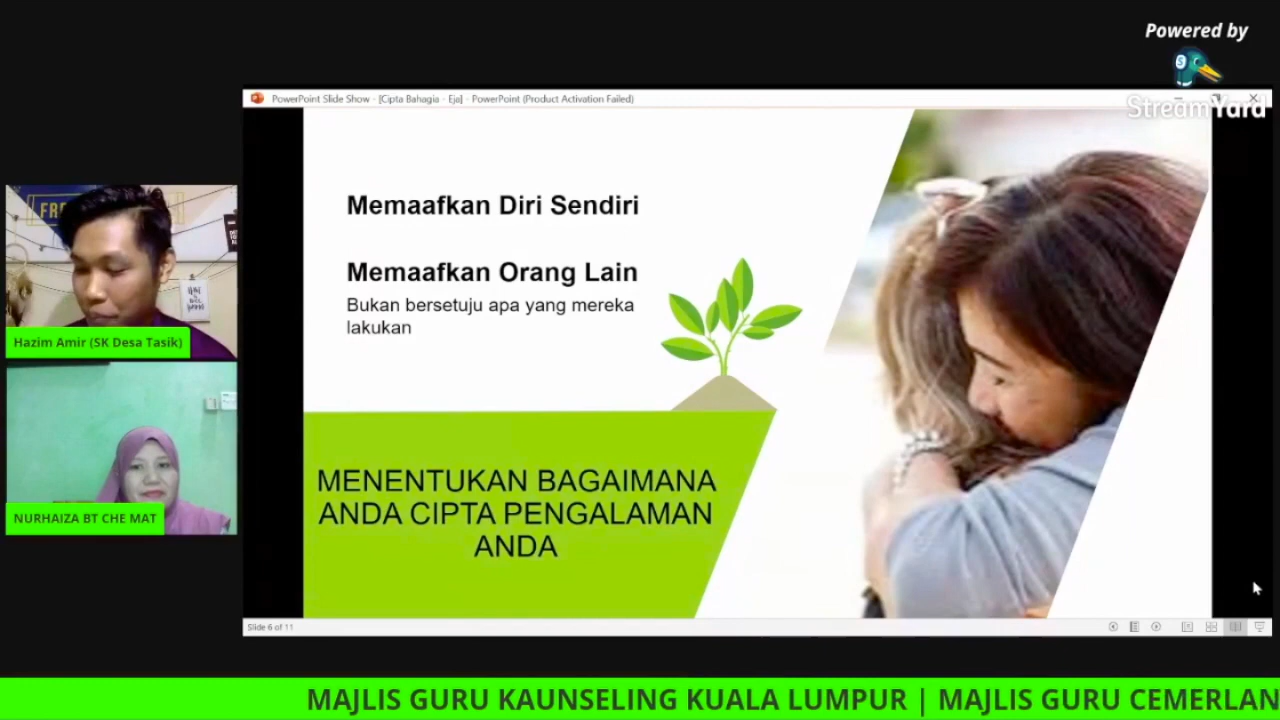 Powered by
StreamYard
PowerPoint Slide Show - [Cipta Bahagia - Eja] - PowerPoint (Product Activation Failed)
Memaafkan Diri Sendiri
Memaafkan Orang Lain
Bukan bersetuju apa yang mereka
lakukan
MENENTUKAN BAGAIMANA
ANDA CIPTA PENGALAMAN
ANDA
Hazim Amir (SK Desa Tasik)
NURHAIZA BT CHE MAT
Slide 6 of 11
MAJLIS GURU KAUNSELING KUALA LUMPUR | MAJLIS GURU CEMERLAN